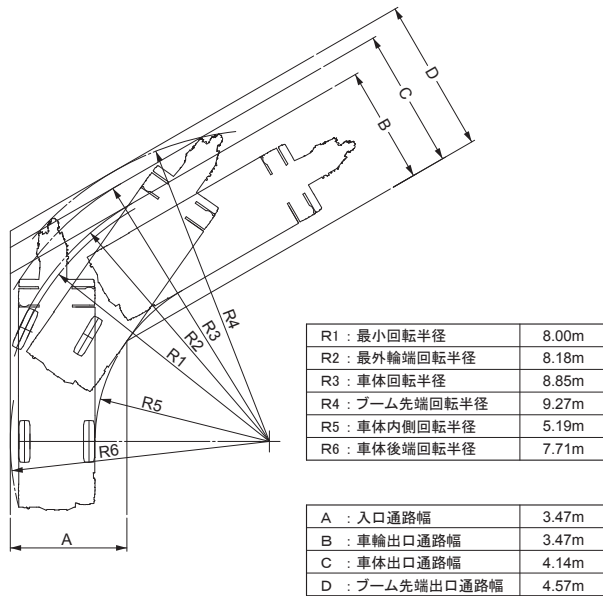 D
C
B
R4
R3
R2
R1
R5
R6
A
R1 : 最小回転半径 8.00m
R2 : 最外輪端回転半径 8.18m
R3 : 車体回転半径 8.85m
R4 : ブーム先端回転半径 9.27m
R5 : 車体内側回転半径 5.19m
R6 : 車体後端回転半径 7.71m
A : 入口通路幅 3.47m
B : 車輪出口通路幅 3.47m
C : 車体出口通路幅 4.14m
D : ブーム先端出口通路幅 4.57m